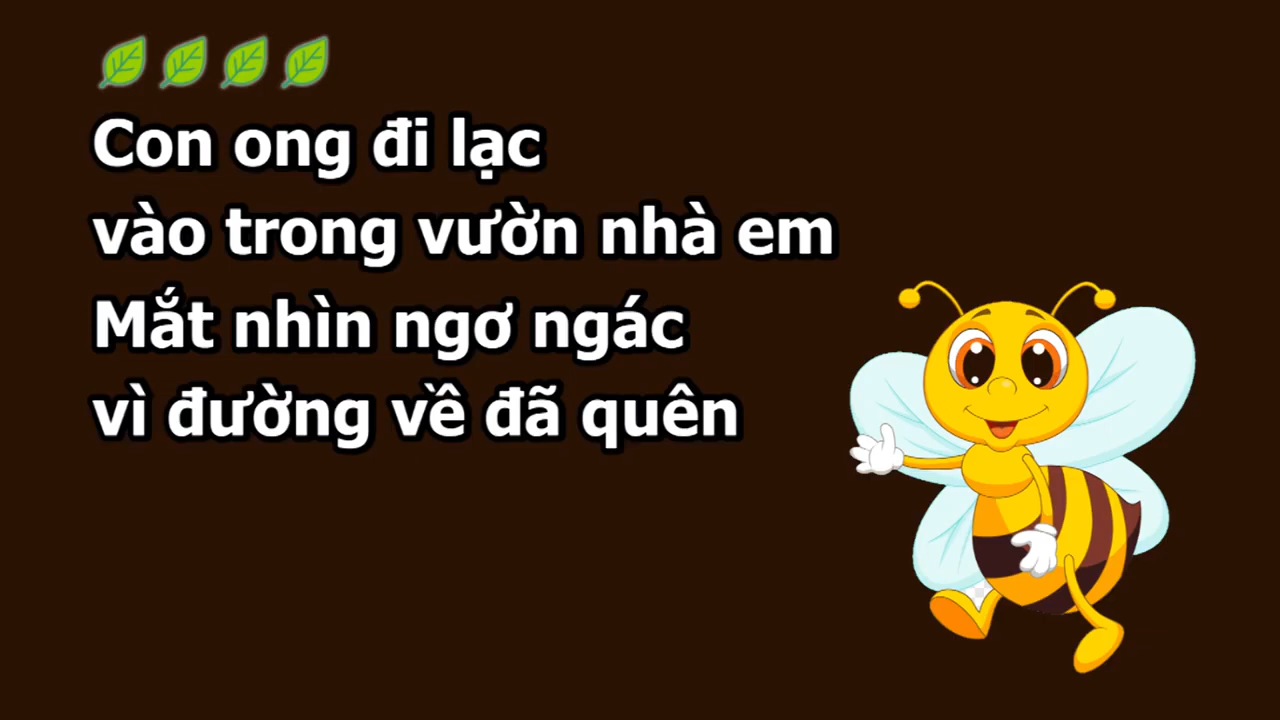 Con ong đi lạc
vào trong vườn nhà em
Mắt nhìn ngơ ngác
vì đường về đã quên